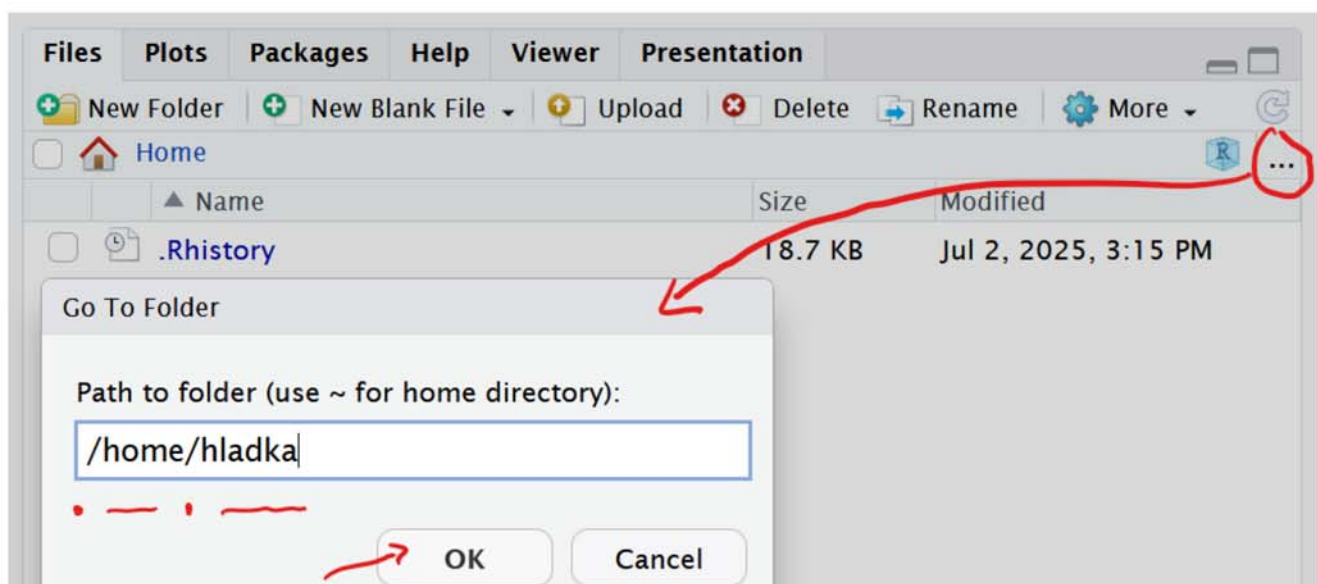 Files Plots Packages Help Viewer Presentation
New Folder New Blank File Upload Delete Rename More
Home R ...
Name Size Modified
.Rhistory 18.7 KB Jul 2, 2025, 3:15 PM
Go To Folder
Path to folder (use ~ for home directory):
/home/hladka
OK Cancel